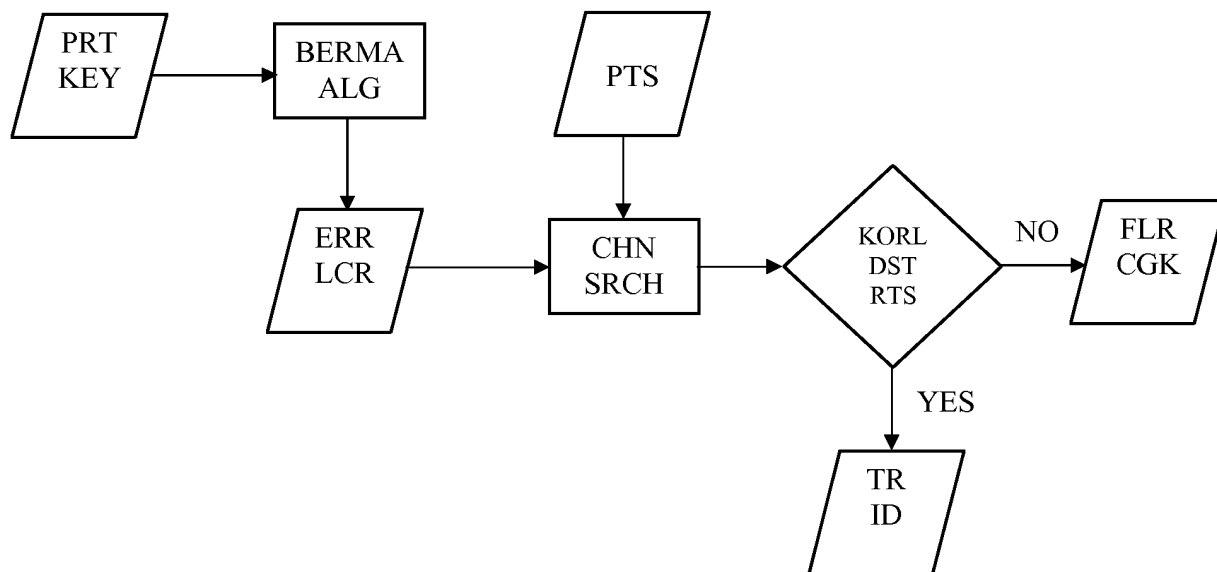 PRT
KEY
BERMA
ALG
PTS
ERR
LCR
CHN
SRCH
KORL
DST
RTS
NO
FLR
CGK
YES
TR
ID